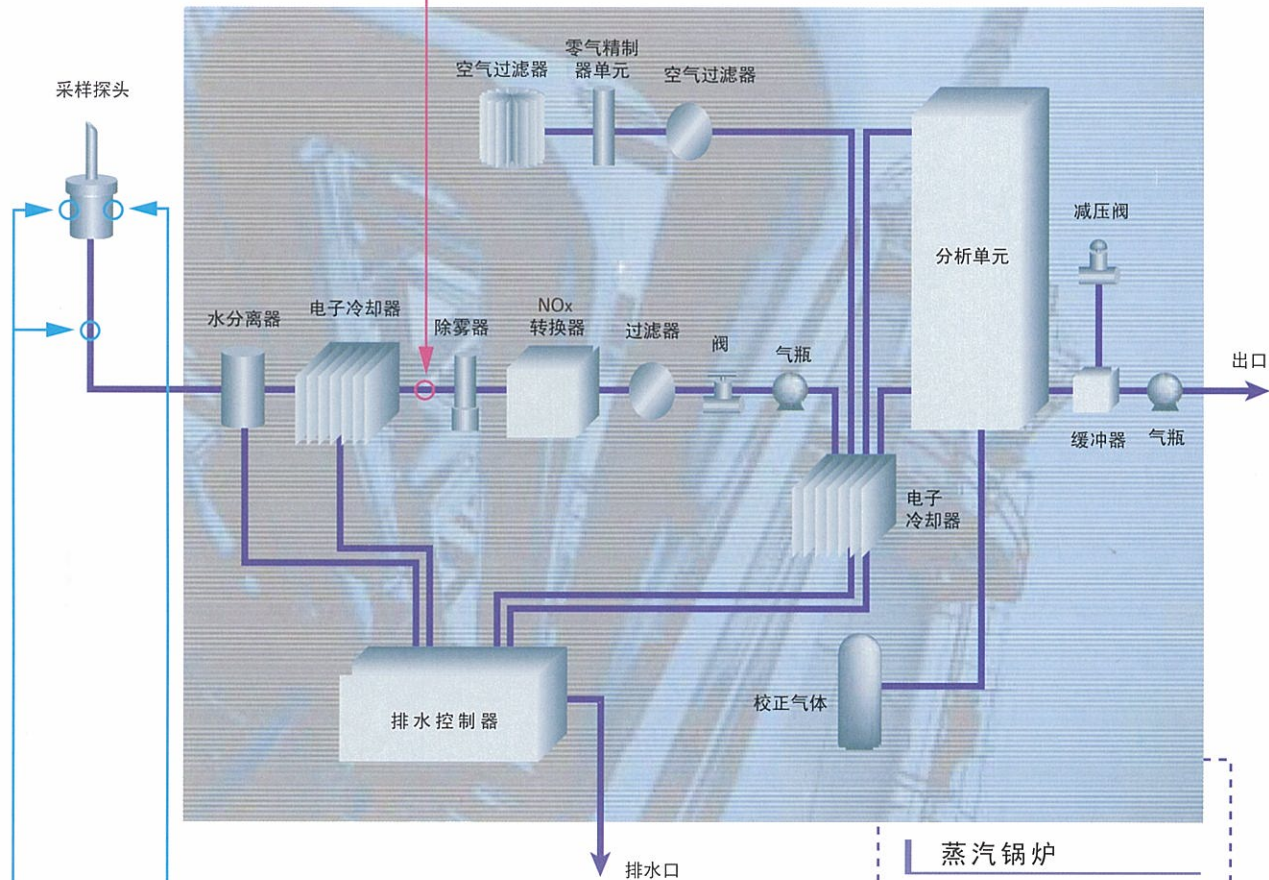 零气精制
器单元
空气过滤器
空气过滤器
采样探头
减压阀
分析单元
水分离器
电子冷却器
除雾器
NOx
转换器
过滤器
阀
气瓶
出口
缓冲器
气瓶
电子
冷却器
校正气体
排水控制器
蒸汽锅炉
排水口